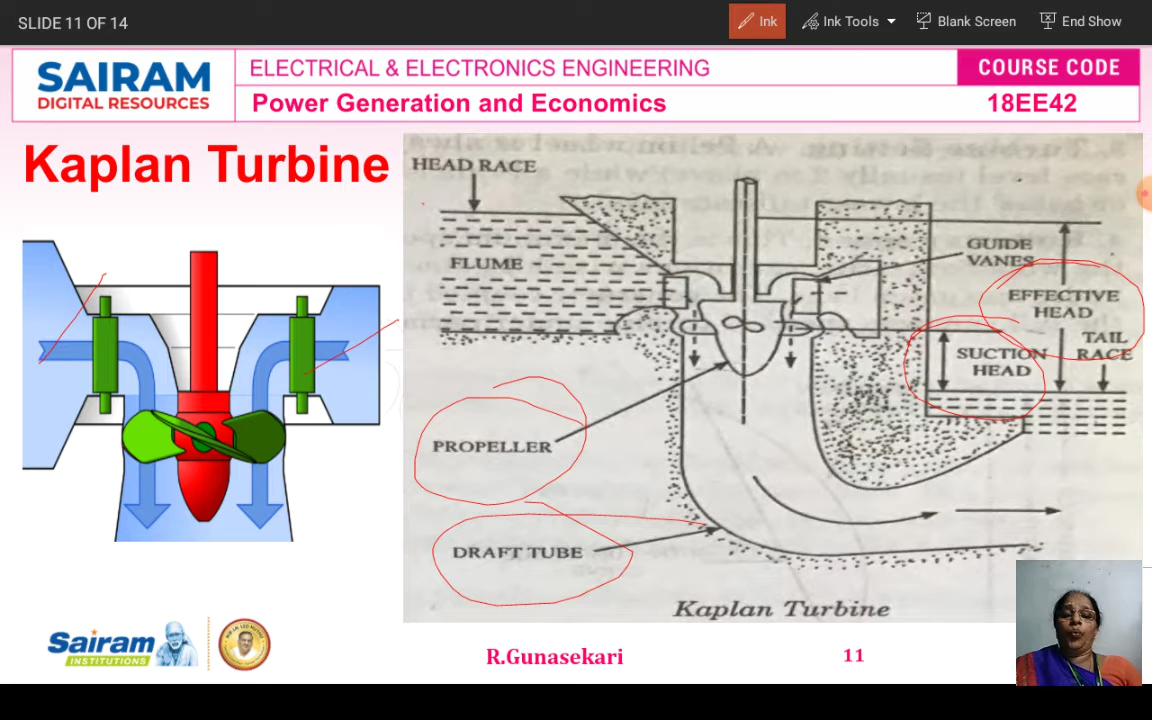 SLIDE 11 OF 14
Ink
Ink Tools
Blank Screen
End Show
SAIRAM
DIGITAL RESOURCES
ELECTRICAL & ELECTRONICS ENGINEERING
Power Generation and Economics
COURSE CODE
18EE42
Kaplan Turbine
HEAD RACE
FLUME
GUIDE
VANES
EFFECTIVE
HEAD
TAIL
RACE
SUCTION
HEAD
PROPELLER
DRAFT TUBE
Kaplan Turbine
Sairam
INSTITUTIONS
R.Gunasekari
11